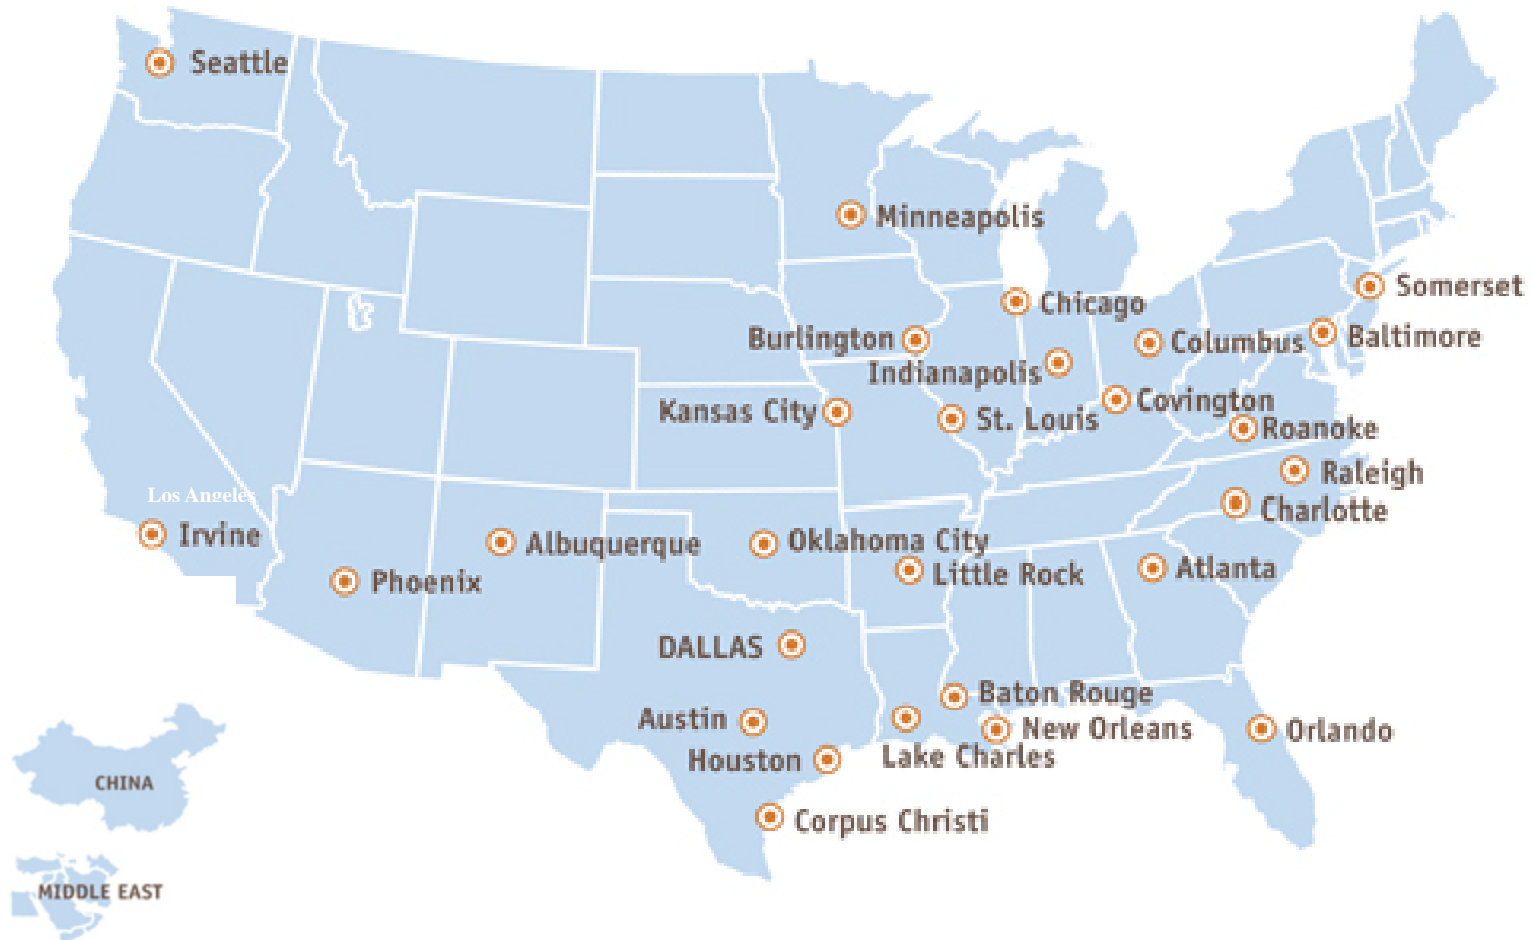 Seattle
Minneapolis
Somerset
Chicago
Burlington
Columbus
Baltimore
Indianapolis
Covington
Kansas City
St. Louis
Roanoke
Raleigh
Los Angeles
Charlotte
Irvine
Albuquerque
Oklahoma City
Little Rock
Atlanta
Phoenix
DALLAS
Baton Rouge
Austin
New Orleans
Orlando
Houston
Lake Charles
CHINA
Corpus Christi
MIDDLE EAST